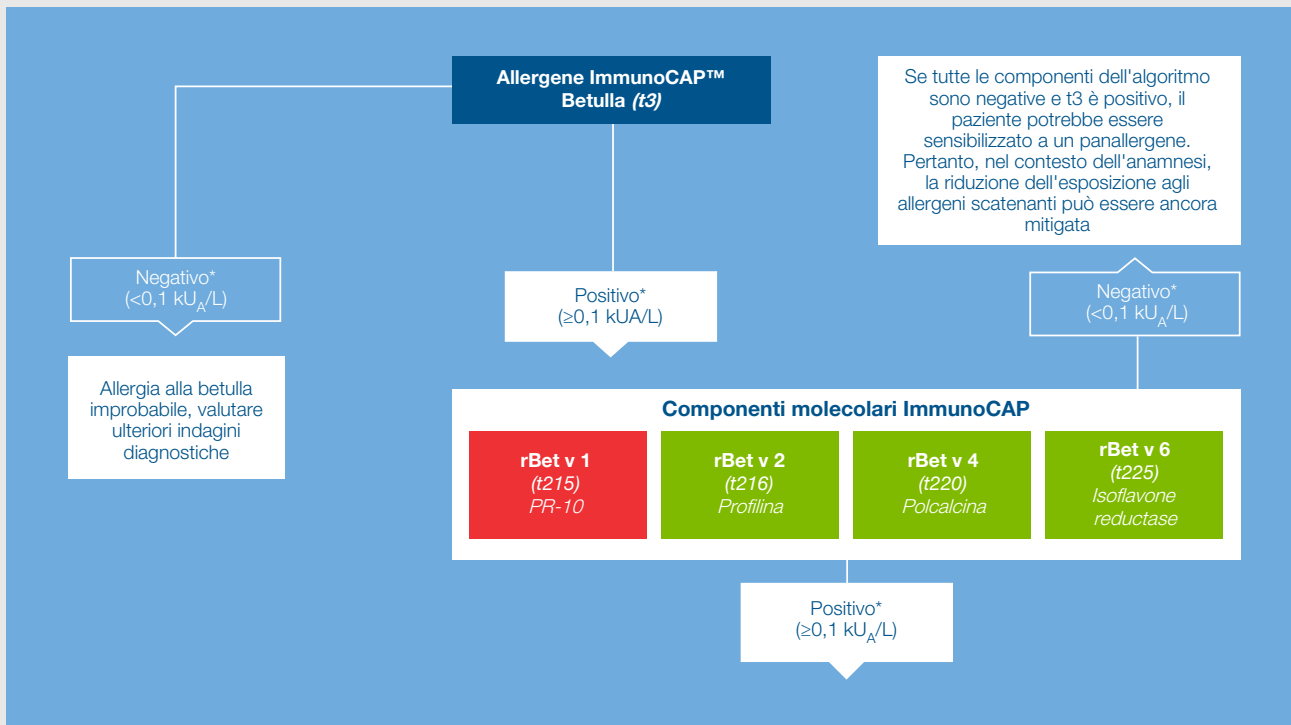 Allergene ImmunoCAP™
Betulla (t3)
Se tutte le componenti dell'algoritmo
sono negative e t3 è positivo, il
paziente potrebbe essere
sensibilizzato a un panallergene.
Pertanto, nel contesto dell'anamnesi,
la riduzione dell'esposizione agli
allergeni scatenanti può essere ancora
mitigata
Negativo*
(<0,1 kU_A/L)
Positivo*
(≥0,1 kUA/L)
Negativo*
(<0,1 kU_A/L)
Allergia alla betulla
improbabile, valutare
ulteriori indagini
diagnostiche
Componenti molecolari ImmunoCAP
rBet v 1
(t215)
PR-10
rBet v 2
(t216)
Profilina
rBet v 4
(t220)
Polcalcina
rBet v 6
(t225)
Isoflavone
reductase
Positivo*
(≥0,1 kU_A/L)